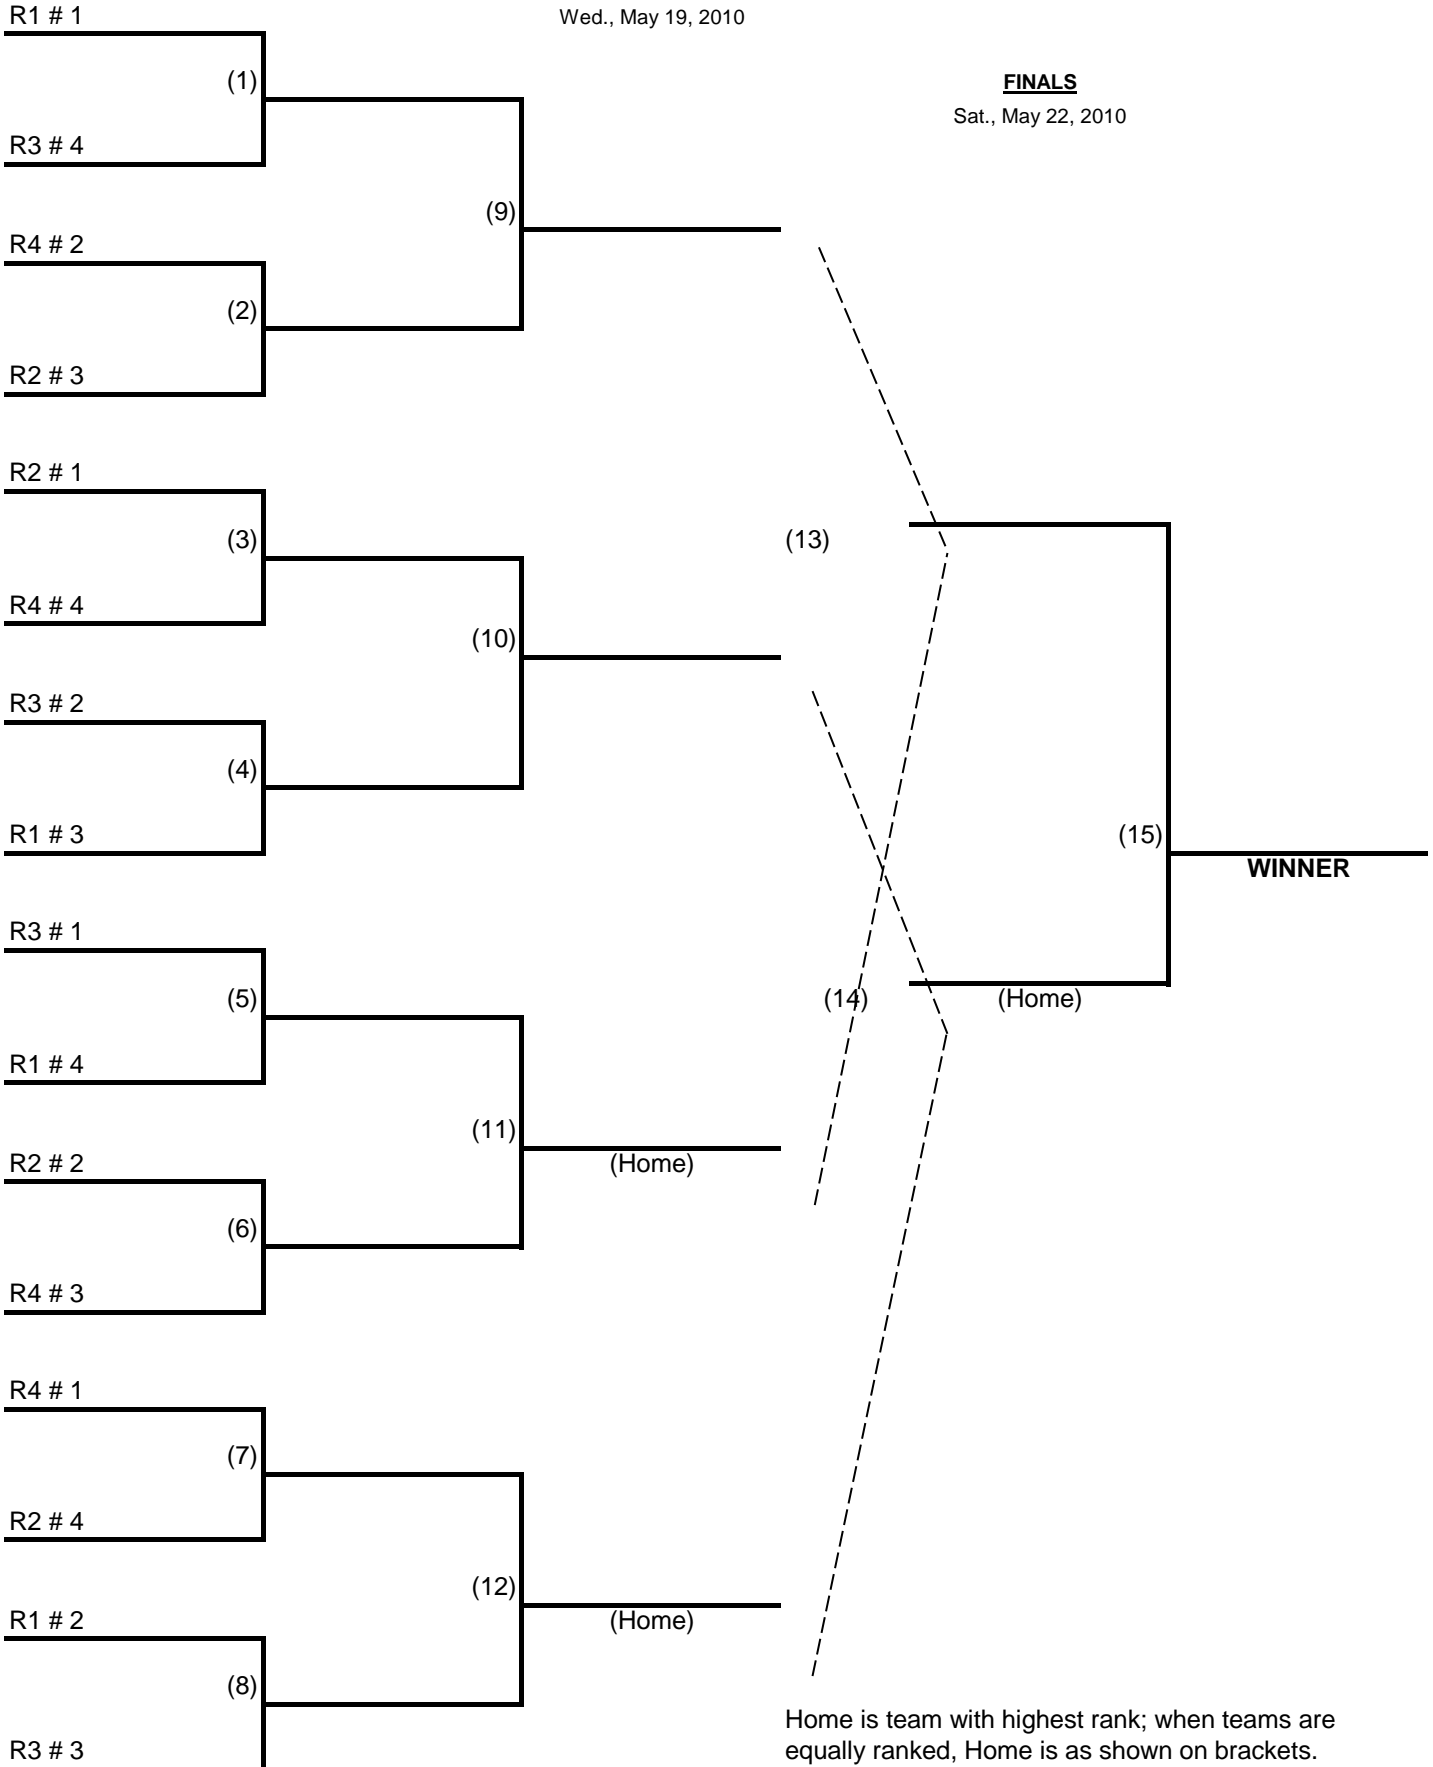 R1 # 1
Wed., May 19, 2010
(1)
FINALS
Sat., May 22, 2010
R3 # 4
(9)
R4 # 2
(2)
R2 # 3
R2 # 1
(3)
(13)
R4 # 4
(10)
R3 # 2
(4)
R1 # 3
(15)
WINNER
R3 # 1
(5)
(14)
(Home)
R1 # 4
(11)
R2 # 2
(Home)
(6)
R4 # 3
R4 # 1
(7)
R2 # 4
(12)
R1 # 2
(Home)
(8)
R3 # 3
Home is team with highest rank; when teams are
equally ranked, Home is as shown on brackets.